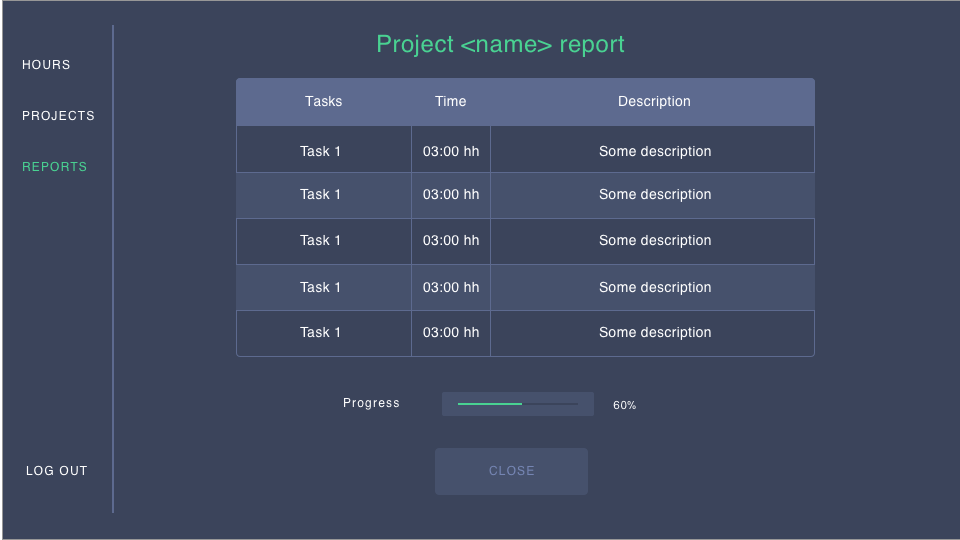 Project <name> report
HOURS
PROJECTS
REPORTS
LOG OUT
Tasks Time Description
Task 1 03:00 hh Some description
Task 1 03:00 hh Some description
Task 1 03:00 hh Some description
Task 1 03:00 hh Some description
Task 1 03:00 hh Some description
Progress 60%
CLOSE